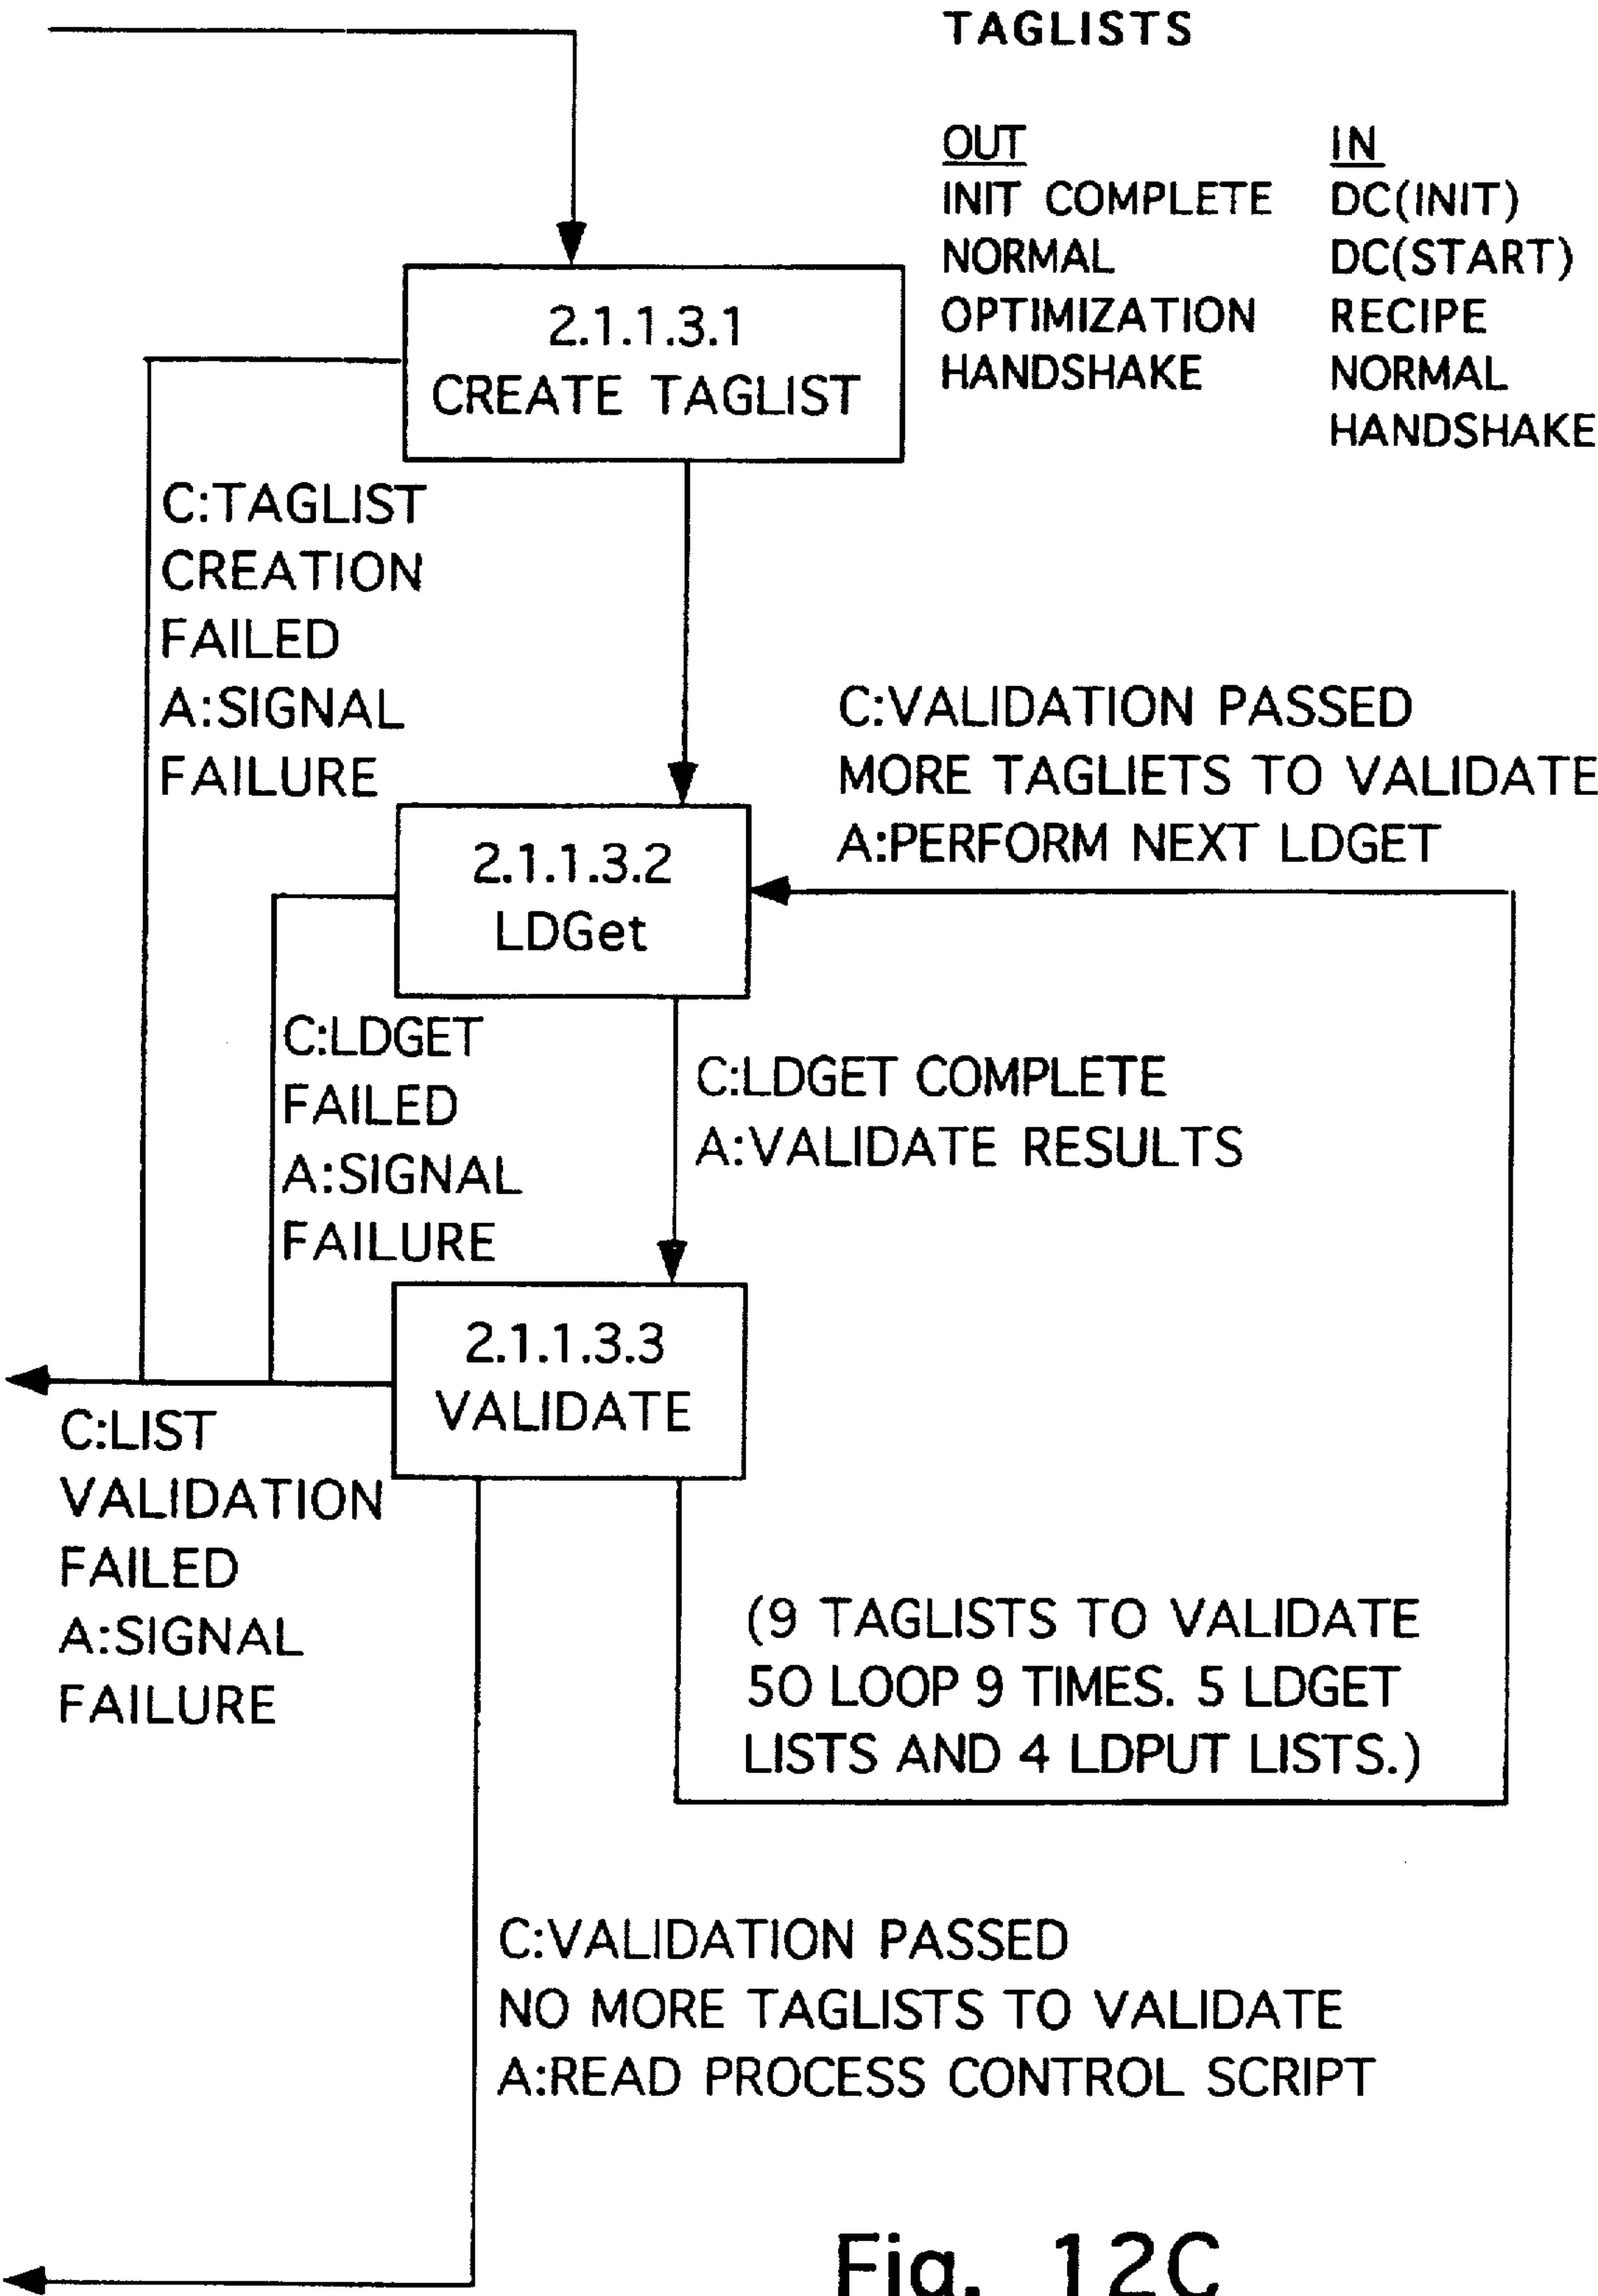 TAGLISTS
OUT IN
INIT COMPLETE DC(INIT)
NORMAL DC(START)
OPTIMIZATION RECIPE
HANDSHAKE NORMAL
HANDSHAKE
2.1.1.3.1
CREATE TAGLIST
C:TAGLIST
CREATION
FAILED
A:SIGNAL
FAILURE
C:VALIDATION PASSED
MORE TAGLIETS TO VALIDATE
A:PERFORM NEXT LDGET
2.1.1.3.2
LDGet
C:LDGET
FAILED
A:SIGNAL
FAILURE
C:LDGET COMPLETE
A:VALIDATE RESULTS
2.1.1.3.3
VALIDATE
C:LIST
VALIDATION
FAILED
A:SIGNAL
FAILURE
(9 TAGLISTS TO VALIDATE
50 LOOP 9 TIMES. 5 LDGET
LISTS AND 4 LDPUT LISTS.)
C:VALIDATION PASSED
NO MORE TAGLISTS TO VALIDATE
A:READ PROCESS CONTROL SCRIPT
Fig. 12C